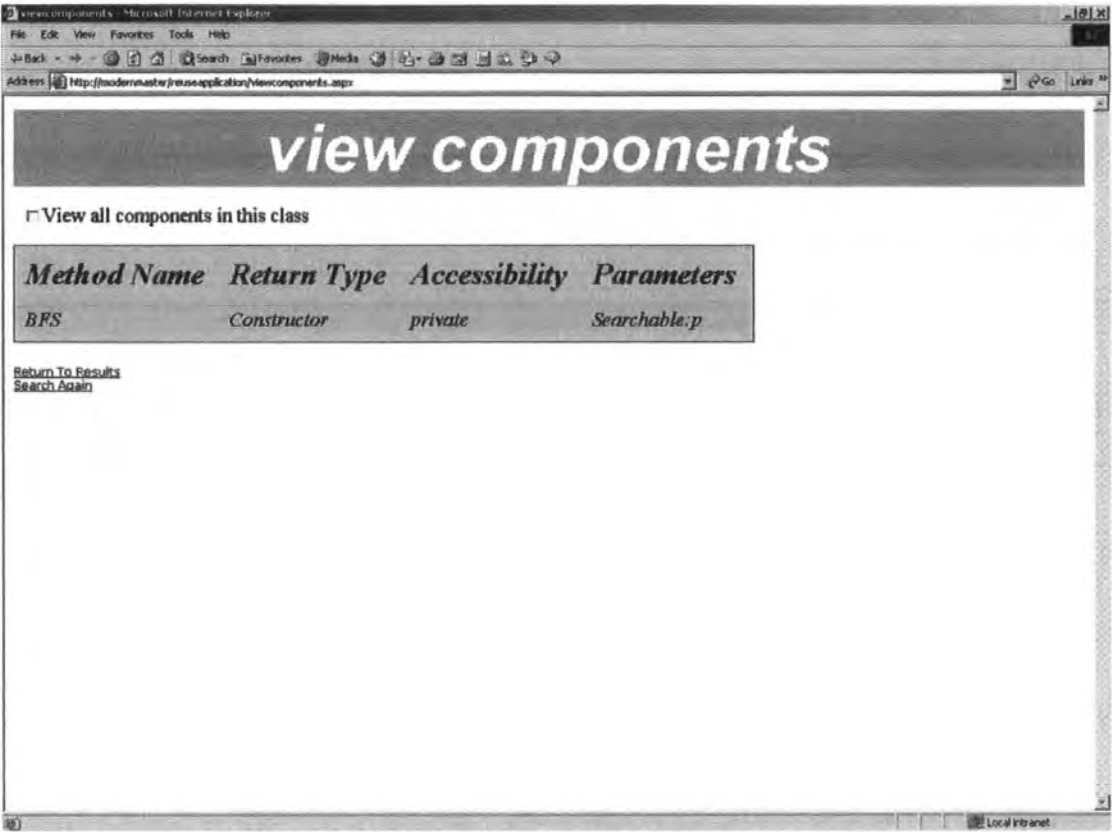 viewcomponents - Microsoft Internet Explorer
File Edit View Favorites Tools Help
Back Search Favorites Media
Address http://modernmaster/reuseapplication/viewcomponents.aspx Go Links »
view components
View all components in this class
Method Name Return Type Accessibility Parameters
BFS Constructor private Searchable:p
Return To Results
Search Again
Local intranet